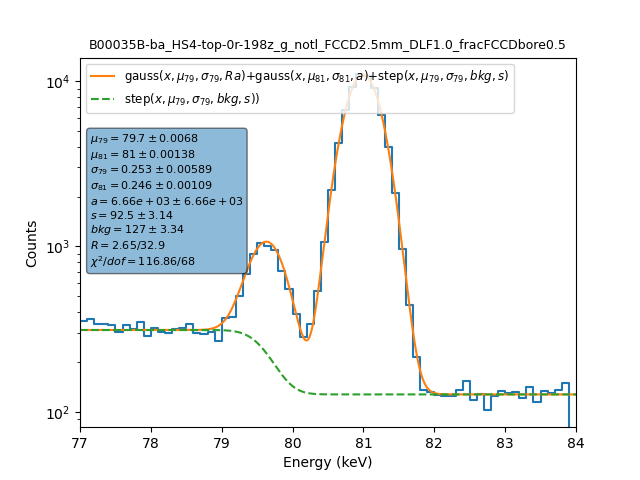 B00035B-ba_HS4-top-0r-198z_g_notl_FCCD2.5mm_DLF1.0_fracFCCDbore0.5
gauss(x, μ₇₉, σ₇₉, Ra)+gauss(x, μ₈₁, σ₈₁, a)+step(x, μ₇₉, σ₇₉, bkg, s)
step(x, μ₇₉, σ₇₉, bkg, s))
μ₇₉ = 79.7 ± 0.0068
μ₈₁ = 81 ± 0.00138
σ₇₉ = 0.253 ± 0.00589
σ₈₁ = 0.246 ± 0.00109
a = 6.66e + 03 ± 6.66e + 03
s = 92.5 ± 3.14
bkg = 127 ± 3.34
R = 2.65/32.9
χ²/dof = 116.86/68
Counts
10⁴
10³
10²
77 78 79 80 81 82 83 84
Energy (keV)